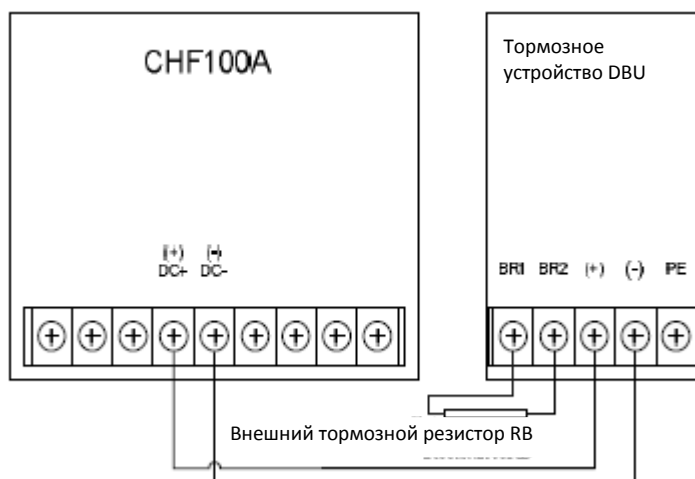 CHF100A
Тормозное
устройство DBU
(+) (-)
DC+ DC-
BR1 BR2 (+) (-) PE
Внешний тормозной резистор RB